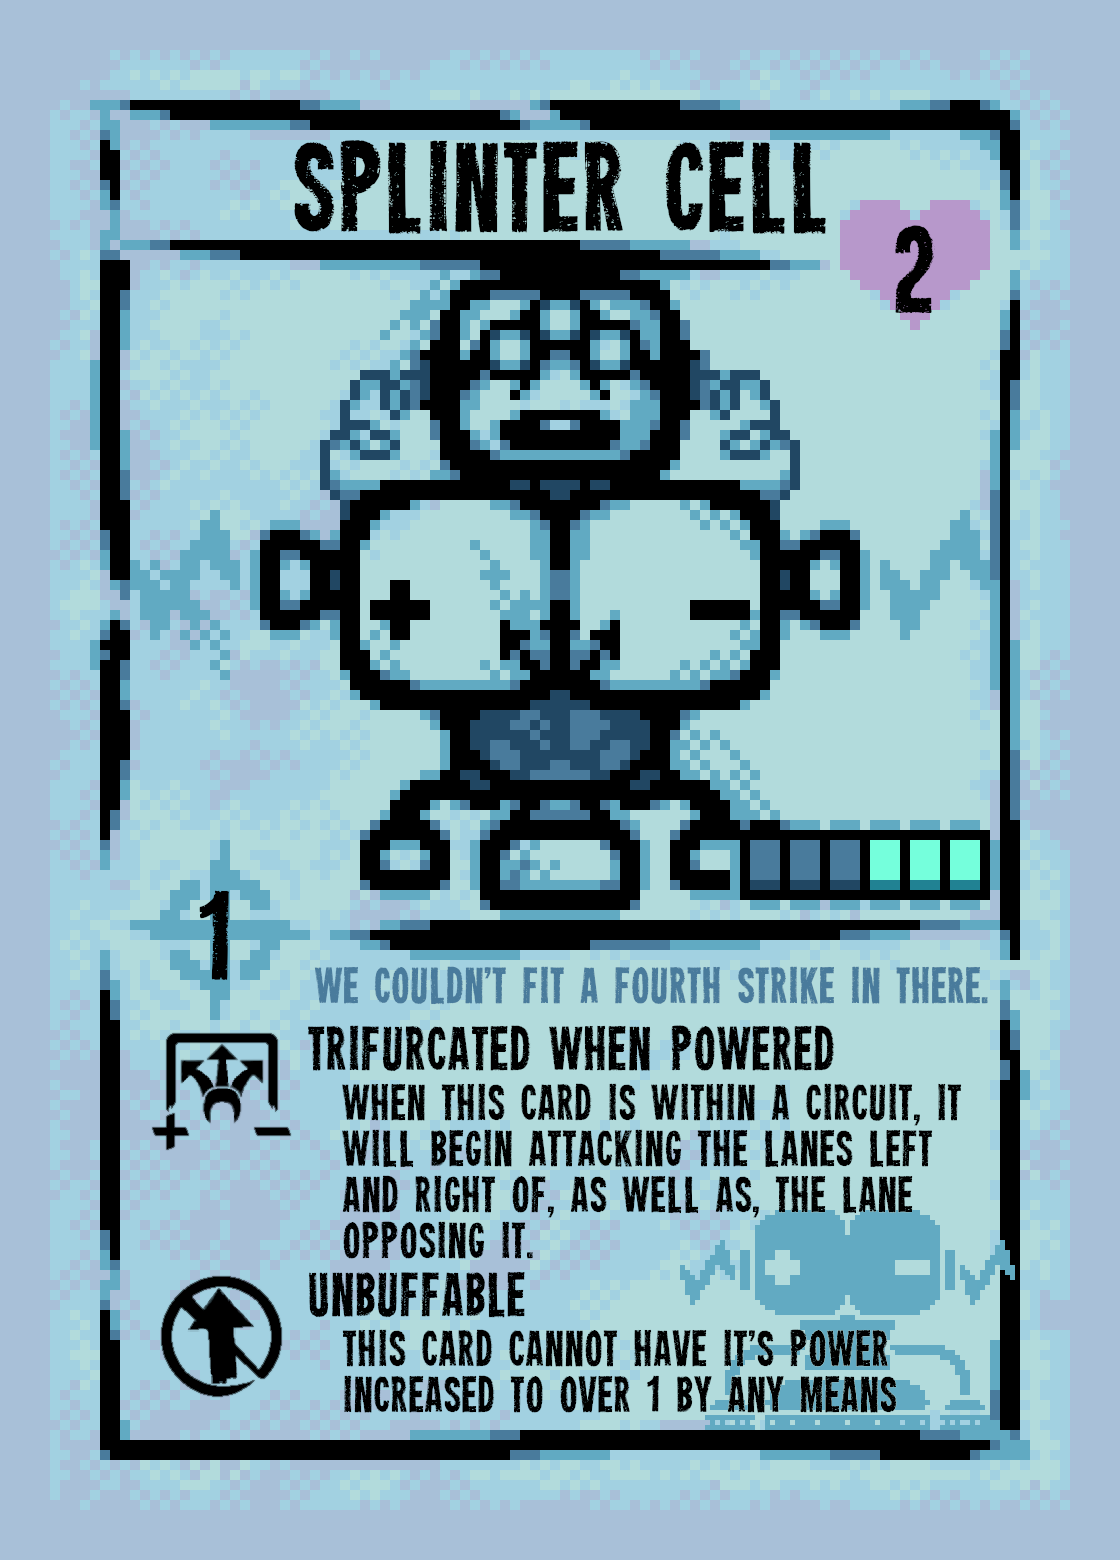 SPLINTER CELL
2
+ −
1
WE COULDN'T FIT A FOURTH STRIKE IN THERE.
TRIFURCATED WHEN POWERED
WHEN THIS CARD IS WITHIN A CIRCUIT, IT
WILL BEGIN ATTACKING THE LANES LEFT
AND RIGHT OF, AS WELL AS, THE LANE
OPPOSING IT.
UNBUFFABLE
THIS CARD CANNOT HAVE IT'S POWER
INCREASED TO OVER 1 BY ANY MEANS